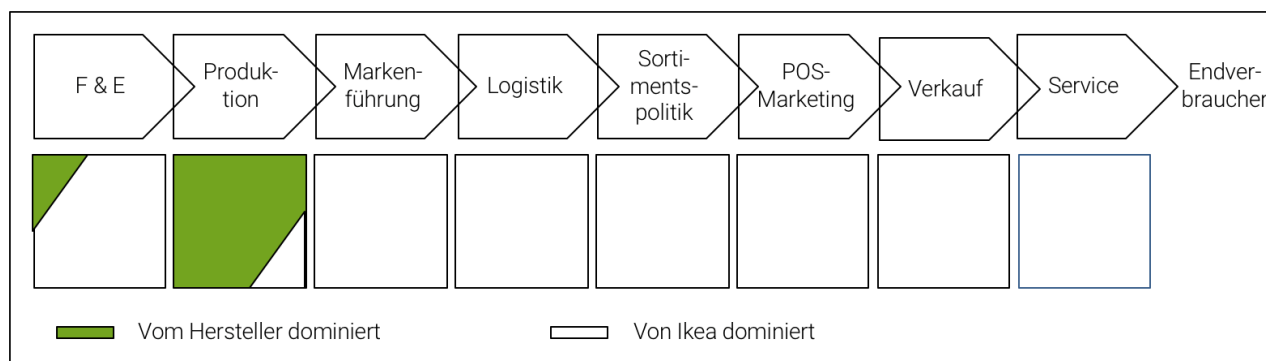 F & E
Produk-
tion
Marken-
führung
Logistik
Sorti-
ments-
politik
POS-
Marketing
Verkauf
Service
Endver-
braucher
Vom Hersteller dominiert
Von Ikea dominiert